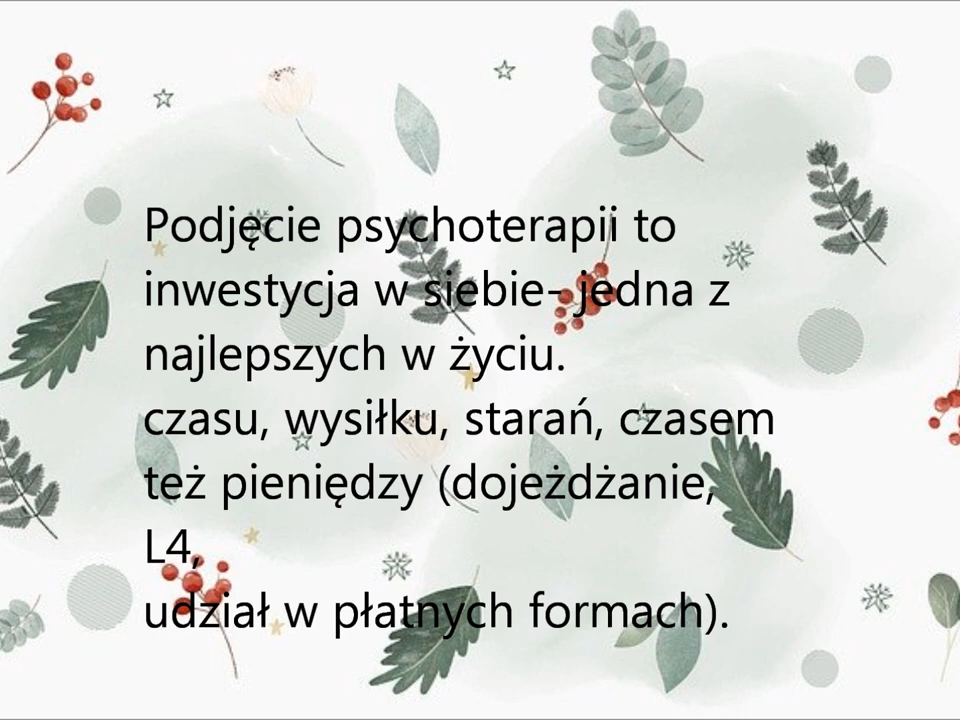 Podjęcie psychoterapii to
inwestycja w siebie- jedna z
najlepszych w życiu.
czasu, wysiłku, starań, czasem
też pieniędzy (dojeżdżanie,
L4,
udział w płatnych formach).